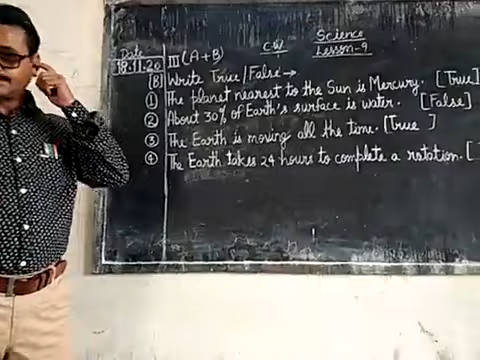 Science
Date
18.11.20
III (A+B)
CW
Lesson-9
(B) Write True/False→
① The planet nearest to the Sun is Mercury. [True]
② About 30% of Earth's surface is water. [False]
③ The Earth is moving all the time. [True ]
④ The Earth takes 24 hours to complete a rotation. [